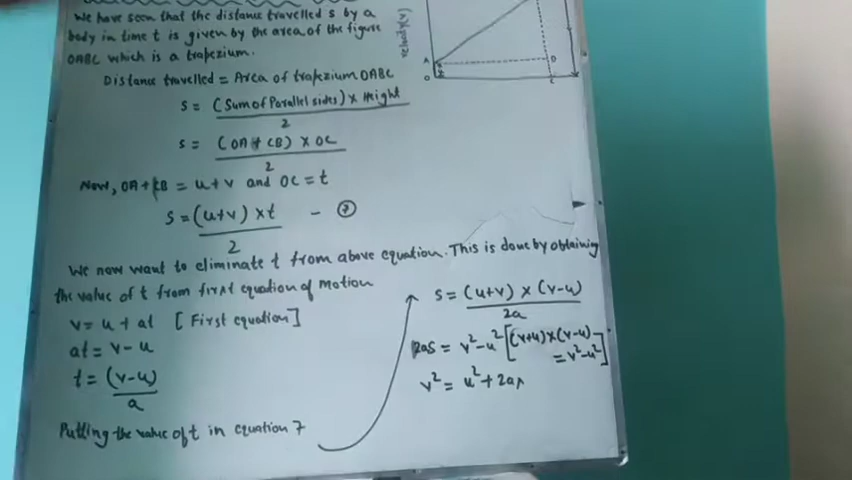 We have seen that the distance travelled s by a
body in time t is given by the area of the figure
OABC which is a trapezium.
Distance travelled = Area of trapezium OABC
s = (Sum of Parallel sides) x Height
2
s = (OA + CB) x OC
2
Now, OA + CB = u + v and OC = t
s = (u+v) x t - 7
2
We now want to eliminate t from above equation. This is done by obtaining
the value of t from first equation of Motion
v = u + at [First equation]
at = v - u
t = (v-u)
a
Putting the value of t in equation 7
s = (u+v) x (v-u)
2a
2as = v² - u² [(v+u) x (v-u)
= v² - u²]
v² = u² + 2as
A
D
O
C